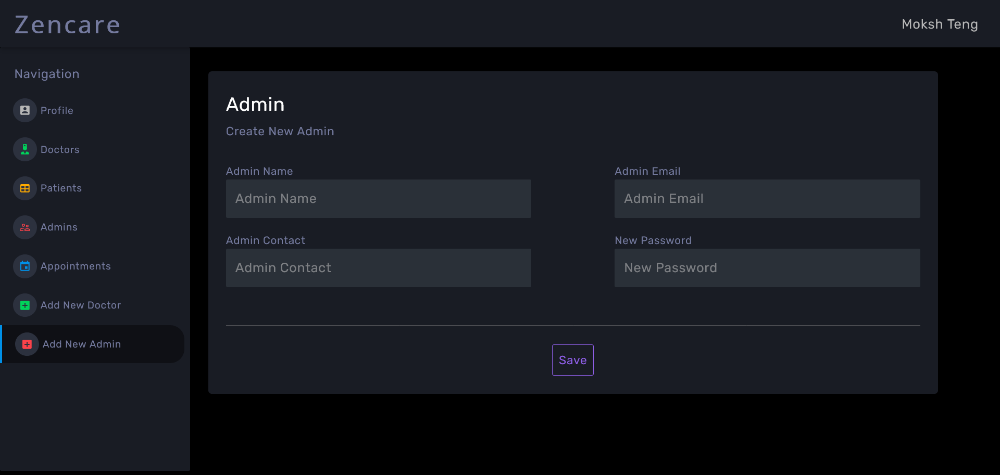 Zencare
Moksh Teng
Navigation
Profile
Doctors
Patients
Admins
Appointments
Add New Doctor
Add New Admin
Admin
Create New Admin
Admin Name
Admin Email
Admin Name
Admin Email
Admin Contact
New Password
Admin Contact
New Password
Save